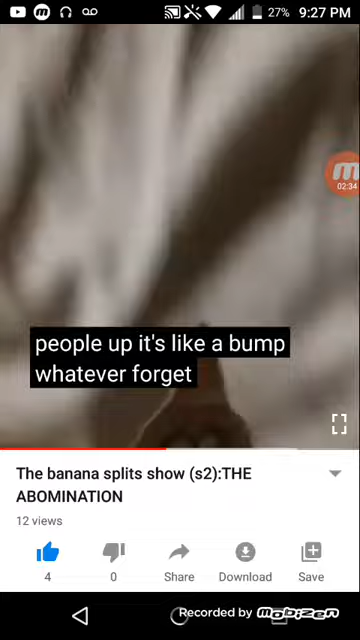 27% 9:27 PM
02:34
people up it's like a bump
whatever forget
The banana splits show (s2):THE
ABOMINATION
12 views
4 0 Share Download Save
Recorded by mobizen